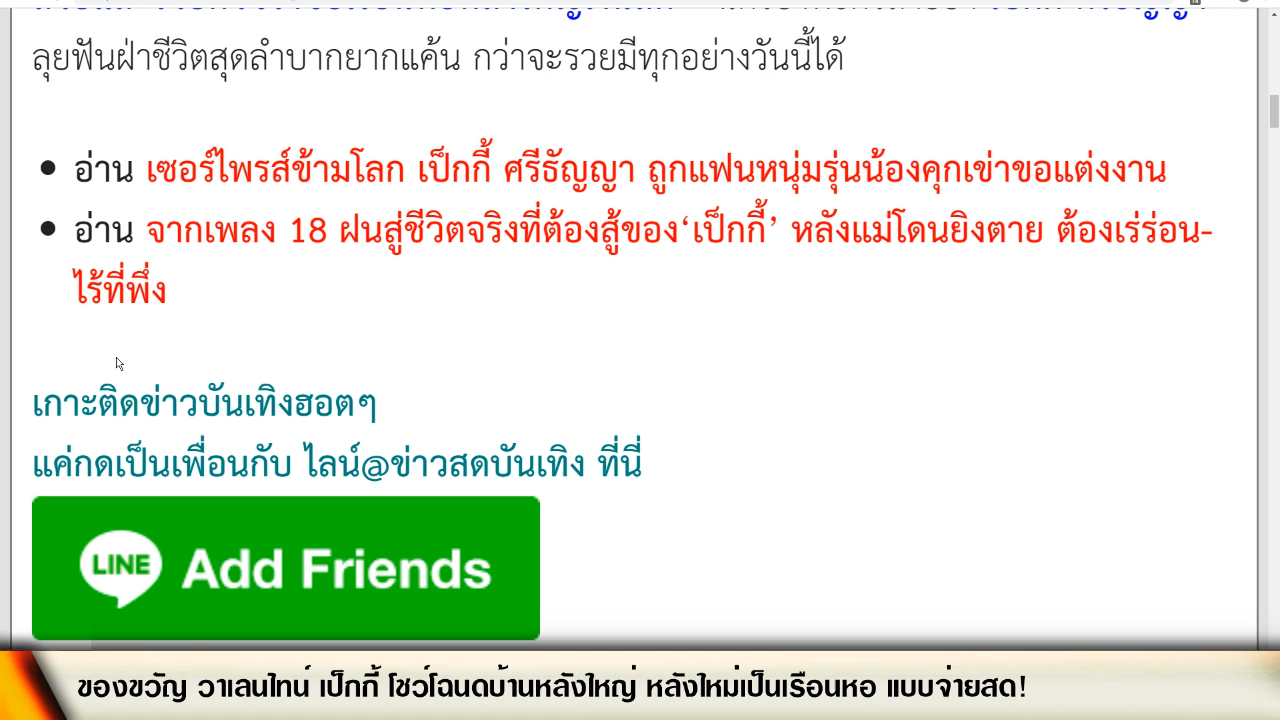 ลุยฟันฝ่าชีวิตสุดลำบากยากแค้น กว่าจะรวยมีทุกอย่างวันนี้ได้
• อ่าน เซอร์ไพรส์ข้ามโลก เป็กกี้ ศรีธัญญา ถูกแฟนหนุ่มรุ่นน้องคุกเข่าขอแต่งงาน
• อ่าน จากเพลง 18 ฝนสู่ชีวิตจริงที่ต้องสู้ของ‘เป็กกี้’ หลังแม่โดนยิงตาย ต้องเร่ร่อน-
ไร้ที่พึ่ง
เกาะติดข่าวบันเทิงฮอตๆ
แค่กดเป็นเพื่อนกับ ไลน์@ข่าวสดบันเทิง ที่นี่
LINE Add Friends
ของขวัญ วาเลนไทน์ เป็กกี้ โชว์โฉนดบ้านหลังใหญ่ หลังใหม่เป็นเรือนหอ แบบจ่ายสด!